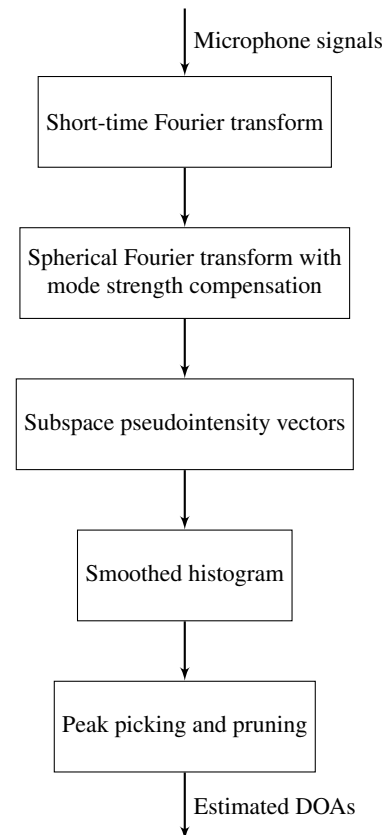 Microphone signals
Short-time Fourier transform
Spherical Fourier transform with
mode strength compensation
Subspace pseudointensity vectors
Smoothed histogram
Peak picking and pruning
Estimated DOAs